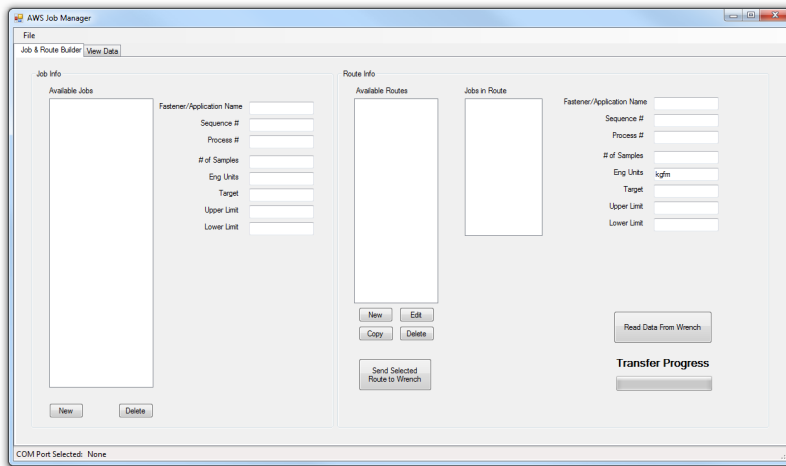 AWS Job Manager
File
Job & Route Builder
View Data
Job Info
Available Jobs
Fastener/Application Name
Sequence #
Process #
# of Samples
Eng Units
Target
Upper Limit
Lower Limit
New
Delete
Route Info
Available Routes
Jobs in Route
Fastener/Application Name
Sequence #
Process #
# of Samples
Eng Units kgfm
Target
Upper Limit
Lower Limit
New
Edit
Copy
Delete
Send Selected
Route to Wrench
Read Data From Wrench
Transfer Progress
COM Port Selected: None